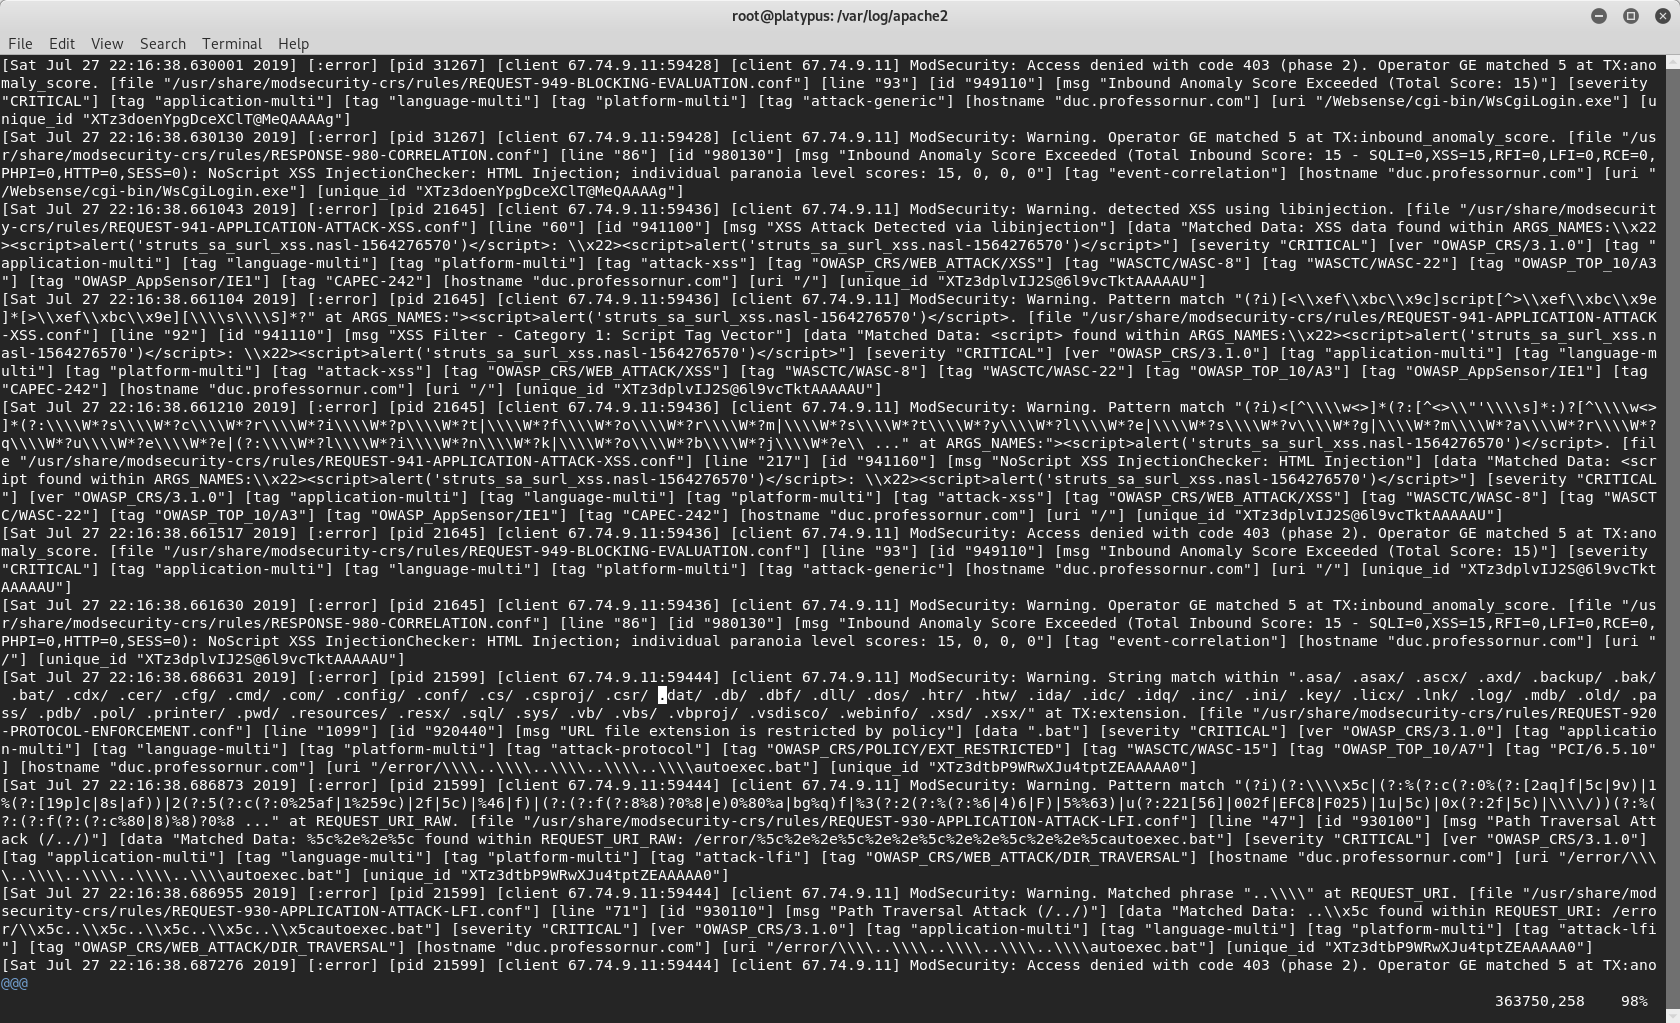 root@platypus: /var/log/apache2
File Edit View Search Terminal Help
[Sat Jul 27 22:16:38.630001 2019] [:error] [pid 31267] [client 67.74.9.11:59428] [client 67.74.9.11] ModSecurity: Access denied with code 403 (phase 2). Operator GE matched 5 at TX:ano
maly_score. [file "/usr/share/modsecurity-crs/rules/REQUEST-949-BLOCKING-EVALUATION.conf"] [line "93"] [id "949110"] [msg "Inbound Anomaly Score Exceeded (Total Score: 15)"] [severity
"CRITICAL"] [tag "application-multi"] [tag "language-multi"] [tag "platform-multi"] [tag "attack-generic"] [hostname "duc.professornur.com"] [uri "/Websense/cgi-bin/WsCgiLogin.exe"] [u
nique_id "XTz3doenYpgDceXClT@MeQAAAAg"]
[Sat Jul 27 22:16:38.630130 2019] [:error] [pid 31267] [client 67.74.9.11:59428] [client 67.74.9.11] ModSecurity: Warning. Operator GE matched 5 at TX:inbound_anomaly_score. [file "/us
r/share/modsecurity-crs/rules/RESPONSE-980-CORRELATION.conf"] [line "86"] [id "980130"] [msg "Inbound Anomaly Score Exceeded (Total Inbound Score: 15 - SQLI=0,XSS=15,RFI=0,LFI=0,RCE=0,
PHPI=0,HTTP=0,SESS=0): NoScript XSS InjectionChecker: HTML Injection; individual paranoia level scores: 15, 0, 0, 0"] [tag "event-correlation"] [hostname "duc.professornur.com"] [uri "
/Websense/cgi-bin/WsCgiLogin.exe"] [unique_id "XTz3doenYpgDceXClT@MeQAAAAg"]
[Sat Jul 27 22:16:38.661043 2019] [:error] [pid 21645] [client 67.74.9.11:59436] [client 67.74.9.11] ModSecurity: Warning. detected XSS using libinjection. [file "/usr/share/modsecurit
y-crs/rules/REQUEST-941-APPLICATION-ATTACK-XSS.conf"] [line "60"] [id "941100"] [msg "XSS Attack Detected via libinjection"] [data "Matched Data: XSS data found within ARGS_NAMES:\\x22
><script>alert('struts_sa_surl_xss.nasl-1564276570')</script>: \\x22><script>alert('struts_sa_surl_xss.nasl-1564276570')</script>"] [severity "CRITICAL"] [ver "OWASP_CRS/3.1.0"] [tag "
application-multi"] [tag "language-multi"] [tag "platform-multi"] [tag "attack-xss"] [tag "OWASP_CRS/WEB_ATTACK/XSS"] [tag "WASCTC/WASC-8"] [tag "WASCTC/WASC-22"] [tag "OWASP_TOP_10/A3
"] [tag "OWASP_AppSensor/IE1"] [tag "CAPEC-242"] [hostname "duc.professornur.com"] [uri "/"] [unique_id "XTz3dplvIJ2S@6l9vcTktAAAAAU"]
[Sat Jul 27 22:16:38.661104 2019] [:error] [pid 21645] [client 67.74.9.11:59436] [client 67.74.9.11] ModSecurity: Warning. Pattern match "(?i)[<\\xef\\xbc\\x9c]script[^>\\xef\\xbc\\x9e
]*[>\\xef\\xbc\\x9e][\\\\s\\\\S]*?" at ARGS_NAMES:"><script>alert('struts_sa_surl_xss.nasl-1564276570')</script>. [file "/usr/share/modsecurity-crs/rules/REQUEST-941-APPLICATION-ATTACK
-XSS.conf"] [line "92"] [id "941110"] [msg "XSS Filter - Category 1: Script Tag Vector"] [data "Matched Data: <script> found within ARGS_NAMES:\\x22><script>alert('struts_sa_surl_xss.n
asl-1564276570')</script>: \\x22><script>alert('struts_sa_surl_xss.nasl-1564276570')</script>"] [severity "CRITICAL"] [ver "OWASP_CRS/3.1.0"] [tag "application-multi"] [tag "language-m
ulti"] [tag "platform-multi"] [tag "attack-xss"] [tag "OWASP_CRS/WEB_ATTACK/XSS"] [tag "WASCTC/WASC-8"] [tag "WASCTC/WASC-22"] [tag "OWASP_TOP_10/A3"] [tag "OWASP_AppSensor/IE1"] [tag
"CAPEC-242"] [hostname "duc.professornur.com"] [uri "/"] [unique_id "XTz3dplvIJ2S@6l9vcTktAAAAAU"]
[Sat Jul 27 22:16:38.661210 2019] [:error] [pid 21645] [client 67.74.9.11:59436] [client 67.74.9.11] ModSecurity: Warning. Pattern match "(?i)<[^\\\\w<>]*(?:[^<>\\"'\\\\s]*:)?[^\\\\w<>
]*(?:\\\\W*?s\\\\W*?c\\\\W*?r\\\\W*?i\\\\W*?p\\\\W*?t|\\\\W*?f\\\\W*?o\\\\W*?r\\\\W*?m|\\\\W*?s\\\\W*?t\\\\W*?y\\\\W*?l\\\\W*?e|\\\\W*?s\\\\W*?v\\\\W*?g|\\\\W*?m\\\\W*?a\\\\W*?r\\\\W*?
q\\\\W*?u\\\\W*?e\\\\W*?e|(?:\\\\W*?l\\\\W*?i\\\\W*?n\\\\W*?k|\\\\W*?o\\\\W*?b\\\\W*?j\\\\W*?e\\ ..." at ARGS_NAMES:"><script>alert('struts_sa_surl_xss.nasl-1564276570')</script>. [fil
e "/usr/share/modsecurity-crs/rules/REQUEST-941-APPLICATION-ATTACK-XSS.conf"] [line "217"] [id "941160"] [msg "NoScript XSS InjectionChecker: HTML Injection"] [data "Matched Data: <scr
ipt found within ARGS_NAMES:\\x22><script>alert('struts_sa_surl_xss.nasl-1564276570')</script>: \\x22><script>alert('struts_sa_surl_xss.nasl-1564276570')</script>"] [severity "CRITICAL
"] [ver "OWASP_CRS/3.1.0"] [tag "application-multi"] [tag "language-multi"] [tag "platform-multi"] [tag "attack-xss"] [tag "OWASP_CRS/WEB_ATTACK/XSS"] [tag "WASCTC/WASC-8"] [tag "WASCT
C/WASC-22"] [tag "OWASP_TOP_10/A3"] [tag "OWASP_AppSensor/IE1"] [tag "CAPEC-242"] [hostname "duc.professornur.com"] [uri "/"] [unique_id "XTz3dplvIJ2S@6l9vcTktAAAAAU"]
[Sat Jul 27 22:16:38.661517 2019] [:error] [pid 21645] [client 67.74.9.11:59436] [client 67.74.9.11] ModSecurity: Access denied with code 403 (phase 2). Operator GE matched 5 at TX:ano
maly_score. [file "/usr/share/modsecurity-crs/rules/REQUEST-949-BLOCKING-EVALUATION.conf"] [line "93"] [id "949110"] [msg "Inbound Anomaly Score Exceeded (Total Score: 15)"] [severity
"CRITICAL"] [tag "application-multi"] [tag "language-multi"] [tag "platform-multi"] [tag "attack-generic"] [hostname "duc.professornur.com"] [uri "/"] [unique_id "XTz3dplvIJ2S@6l9vcTkt
AAAAAU"]
[Sat Jul 27 22:16:38.661630 2019] [:error] [pid 21645] [client 67.74.9.11:59436] [client 67.74.9.11] ModSecurity: Warning. Operator GE matched 5 at TX:inbound_anomaly_score. [file "/us
r/share/modsecurity-crs/rules/RESPONSE-980-CORRELATION.conf"] [line "86"] [id "980130"] [msg "Inbound Anomaly Score Exceeded (Total Inbound Score: 15 - SQLI=0,XSS=15,RFI=0,LFI=0,RCE=0,
PHPI=0,HTTP=0,SESS=0): NoScript XSS InjectionChecker: HTML Injection; individual paranoia level scores: 15, 0, 0, 0"] [tag "event-correlation"] [hostname "duc.professornur.com"] [uri "
/"] [unique_id "XTz3dplvIJ2S@6l9vcTktAAAAAU"]
[Sat Jul 27 22:16:38.686631 2019] [:error] [pid 21599] [client 67.74.9.11:59444] [client 67.74.9.11] ModSecurity: Warning. String match within ".asa/ .asax/ .ascx/ .axd/ .backup/ .bak/
 .bat/ .cdx/ .cer/ .cfg/ .cmd/ .com/ .config/ .conf/ .cs/ .csproj/ .csr/ .dat/ .db/ .dbf/ .dll/ .dos/ .htr/ .htw/ .ida/ .idc/ .idq/ .inc/ .ini/ .key/ .licx/ .lnk/ .log/ .mdb/ .old/ .pa
ss/ .pdb/ .pol/ .printer/ .pwd/ .resources/ .resx/ .sql/ .sys/ .vb/ .vbs/ .vbproj/ .vsdisco/ .webinfo/ .xsd/ .xsx/" at TX:extension. [file "/usr/share/modsecurity-crs/rules/REQUEST-920
-PROTOCOL-ENFORCEMENT.conf"] [line "1099"] [id "920440"] [msg "URL file extension is restricted by policy"] [data ".bat"] [severity "CRITICAL"] [ver "OWASP_CRS/3.1.0"] [tag "applicatio
n-multi"] [tag "language-multi"] [tag "platform-multi"] [tag "attack-protocol"] [tag "OWASP_CRS/POLICY/EXT_RESTRICTED"] [tag "WASCTC/WASC-15"] [tag "OWASP_TOP_10/A7"] [tag "PCI/6.5.10"
] [hostname "duc.professornur.com"] [uri "/error/\\\\..\\\\..\\\\..\\\\..\\\\..\\\\autoexec.bat"] [unique_id "XTz3dtbP9WRwXJu4tptZEAAAAA0"]
[Sat Jul 27 22:16:38.686873 2019] [:error] [pid 21599] [client 67.74.9.11:59444] [client 67.74.9.11] ModSecurity: Warning. Pattern match "(?i)(?:\\\\x5c|(?:%(?:c(?:0%(?:[2aq]f|5c|9v)|1
%(?:[19p]c|8s|af))|2(?:5(?:c(?:0%25af|1%259c)|2f|5c)|%46|f)|(?:(?:f(?:8%8)?0%8|e)0%80%a|bg%q)f|%3(?:2(?:%(?:%6|4)6|F)|5%%63)|u(?:221[56]|002f|EFC8|F025)|1u|5c)|0x(?:2f|5c)|\\\\/))(?:%(
?:(?:f(?:(?:c%80|8)%8)?0%8 ..." at REQUEST_URI_RAW. [file "/usr/share/modsecurity-crs/rules/REQUEST-930-APPLICATION-ATTACK-LFI.conf"] [line "47"] [id "930100"] [msg "Path Traversal Att
ack (/../)"] [data "Matched Data: %5c%2e%2e%5c found within REQUEST_URI_RAW: /error/%5c%2e%2e%5c%2e%2e%5c%2e%2e%5c%2e%2e%5cautoexec.bat"] [severity "CRITICAL"] [ver "OWASP_CRS/3.1.0"]
[tag "application-multi"] [tag "language-multi"] [tag "platform-multi"] [tag "attack-lfi"] [tag "OWASP_CRS/WEB_ATTACK/DIR_TRAVERSAL"] [hostname "duc.professornur.com"] [uri "/error/\\\
\..\\\\..\\\\..\\\\..\\\\autoexec.bat"] [unique_id "XTz3dtbP9WRwXJu4tptZEAAAAA0"]
[Sat Jul 27 22:16:38.686955 2019] [:error] [pid 21599] [client 67.74.9.11:59444] [client 67.74.9.11] ModSecurity: Warning. Matched phrase "..\\\\" at REQUEST_URI. [file "/usr/share/mod
security-crs/rules/REQUEST-930-APPLICATION-ATTACK-LFI.conf"] [line "71"] [id "930110"] [msg "Path Traversal Attack (/../)"] [data "Matched Data: ..\\x5c found within REQUEST_URI: /erro
r/\\x5c..\\x5c..\\x5c..\\x5c..\\x5cautoexec.bat"] [severity "CRITICAL"] [ver "OWASP_CRS/3.1.0"] [tag "application-multi"] [tag "language-multi"] [tag "platform-multi"] [tag "attack-lfi
"] [tag "OWASP_CRS/WEB_ATTACK/DIR_TRAVERSAL"] [hostname "duc.professornur.com"] [uri "/error/\\\\..\\\\..\\\\..\\\\..\\\\autoexec.bat"] [unique_id "XTz3dtbP9WRwXJu4tptZEAAAAA0"]
[Sat Jul 27 22:16:38.687276 2019] [:error] [pid 21599] [client 67.74.9.11:59444] [client 67.74.9.11] ModSecurity: Access denied with code 403 (phase 2). Operator GE matched 5 at TX:ano
@@@
363750,258 98%